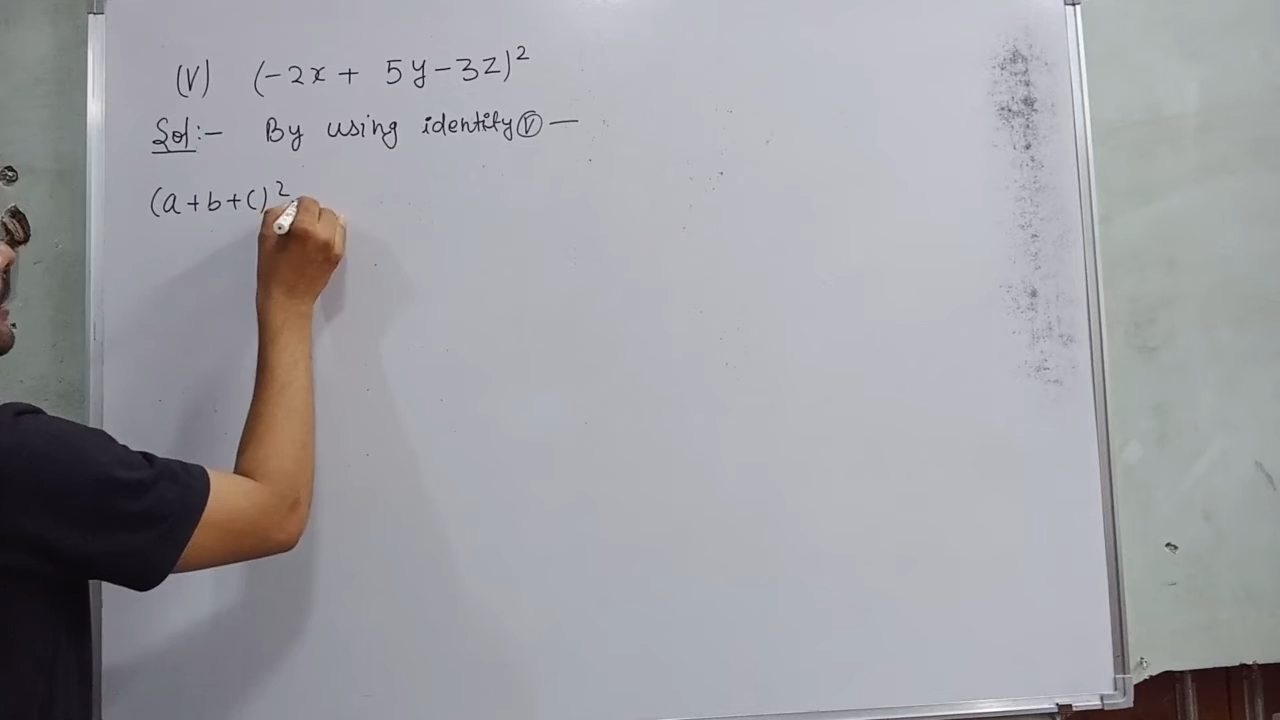 (V) (-2x + 5y-3z)²
Sol:- By using identity Ⓥ —
(a+b+c)²